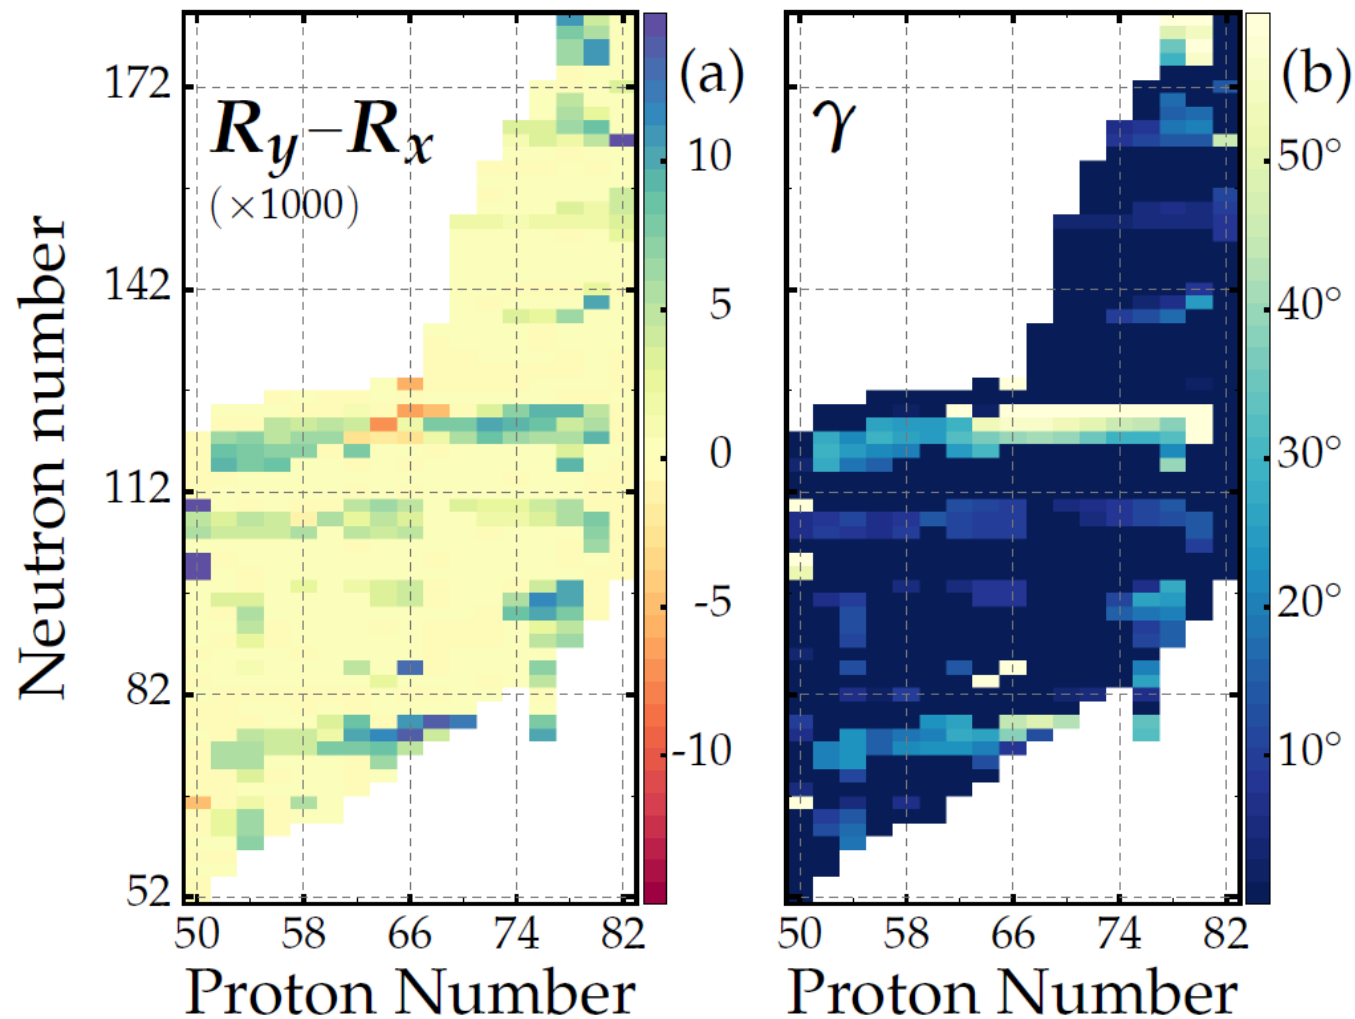 Neutron number
172
142
112
82
52
R_y−R_x
(×1000)
50 58 66 74 82
Proton Number
(a)
10
5
0
-5
-10
γ
50 58 66 74 82
Proton Number
(b)
50°
40°
30°
20°
10°